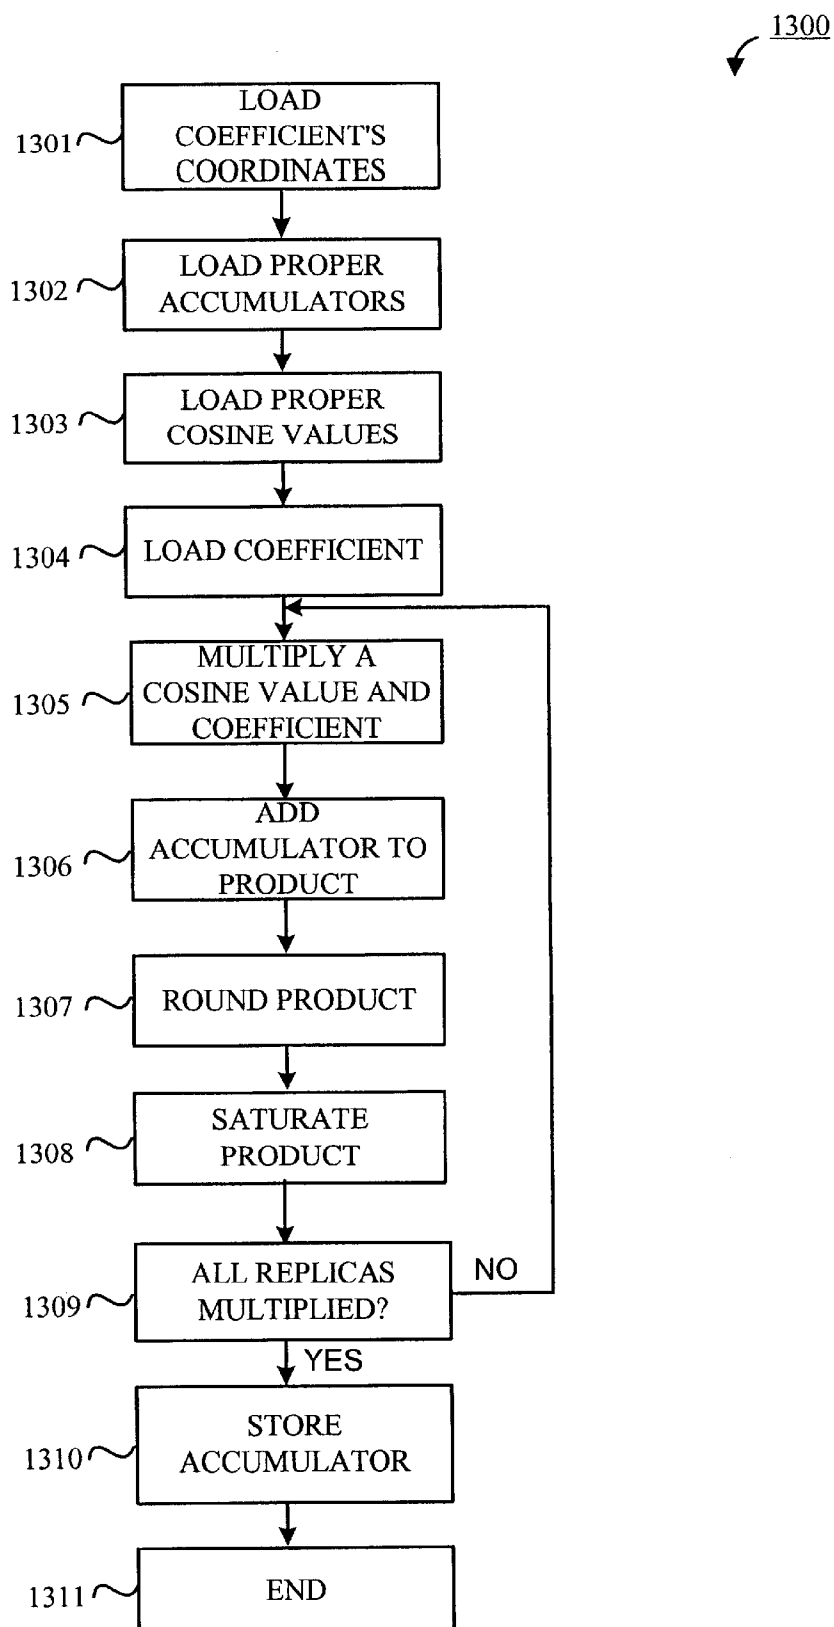 1300
LOAD
COEFFICIENT'S
COORDINATES
1301
LOAD PROPER
ACCUMULATORS
1302
LOAD PROPER
COSINE VALUES
1303
LOAD COEFFICIENT
1304
MULTIPLY A
COSINE VALUE AND
COEFFICIENT
1305
ADD
ACCUMULATOR TO
PRODUCT
1306
ROUND PRODUCT
1307
SATURATE
PRODUCT
1308
ALL REPLICAS
MULTIPLIED?
1309
NO
YES
STORE
ACCUMULATOR
1310
END
1311